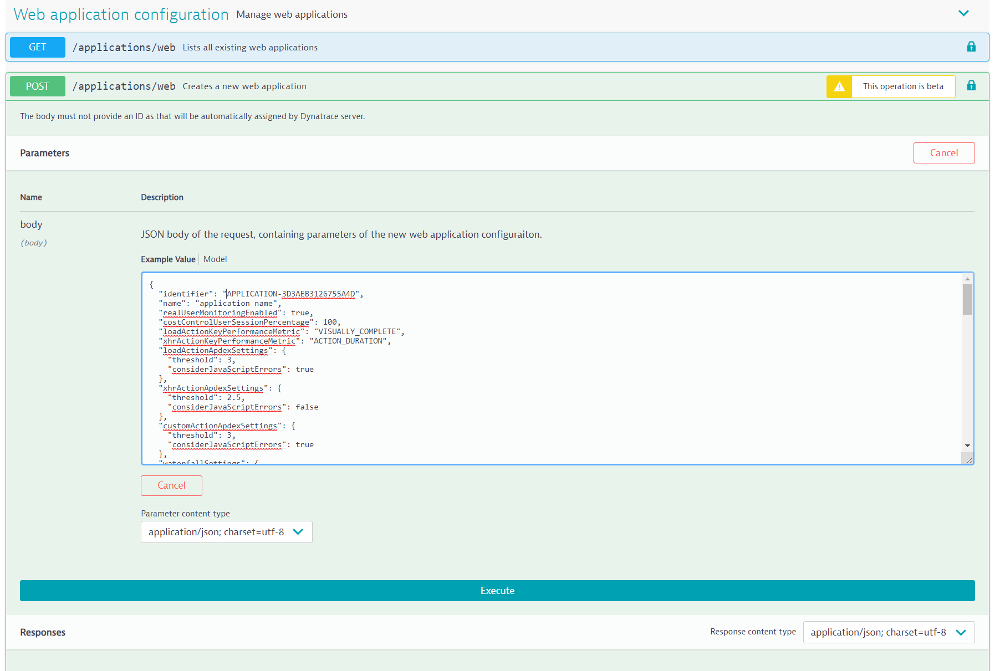 Web application configuration Manage web applications
GET /applications/web Lists all existing web applications
POST /applications/web Creates a new web application This operation is beta
The body must not provide an ID as that will be automatically assigned by Dynatrace server.
Parameters Cancel
Name Description
body
(body)
JSON body of the request, containing parameters of the new web application configuraiton.
Example Value Model
{
"identifier": "APPLICATION-3D3AEB3126755A4D",
"name": "application name",
"realUserMonitoringEnabled": true,
"costControlUserSessionPercentage": 100,
"loadActionKeyPerformanceMetric": "VISUALLY_COMPLETE",
"xhrActionKeyPerformanceMetric": "ACTION_DURATION",
"loadActionApdexSettings": {
"threshold": 3,
"considerJavaScriptErrors": true
},
"xhrActionApdexSettings": {
"threshold": 2.5,
"considerJavaScriptErrors": false
},
"customActionApdexSettings": {
"threshold": 3,
"considerJavaScriptErrors": true
},
"waterfallSettings": {
Cancel
Parameter content type
application/json; charset=utf-8
Execute
Responses Response content type application/json; charset=utf-8